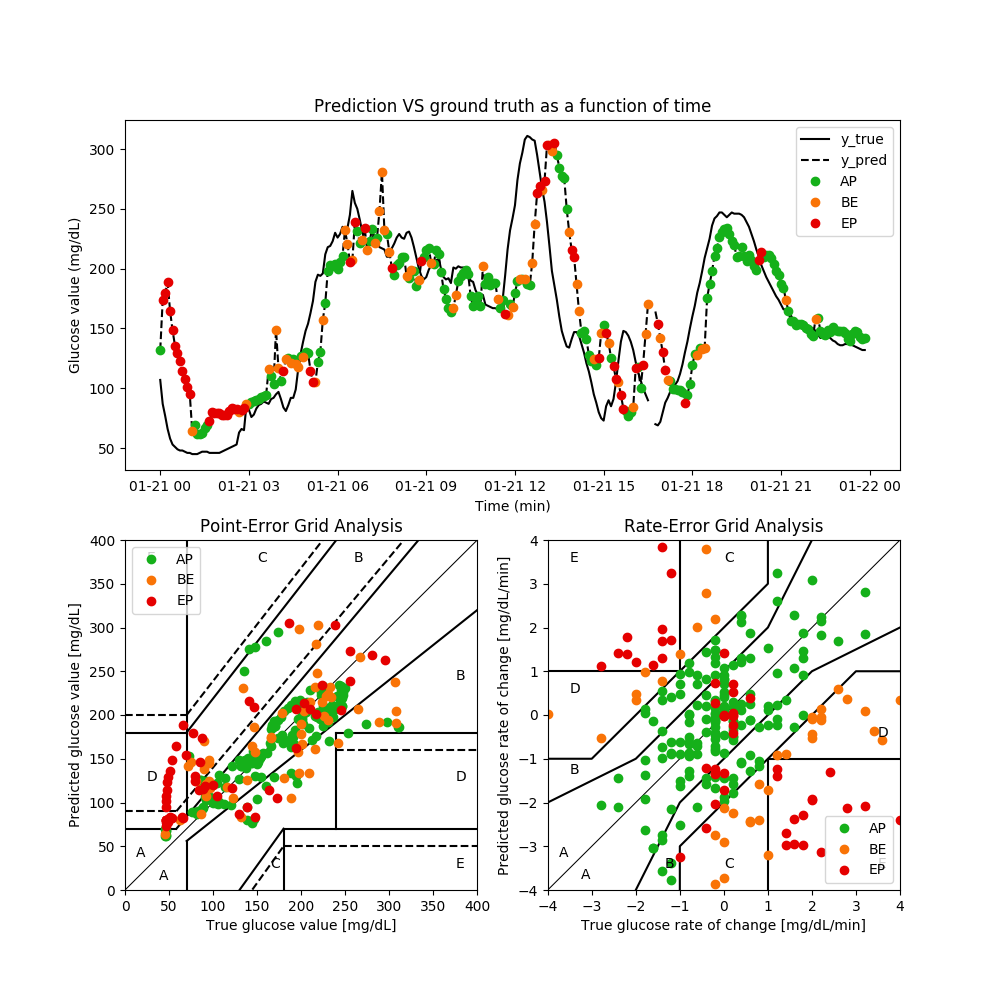 Prediction VS ground truth as a function of time
Glucose value (mg/dL)
300
250
200
150
100
50
y_true
y_pred
AP
BE
EP
01-21 00 01-21 03 01-21 06 01-21 09 01-21 12 01-21 15 01-21 18 01-21 21 01-22 00
Time (min)
Point-Error Grid Analysis
Predicted glucose value [mg/dL]
400
350
300
250
200
150
100
50
0
AP
BE
EP
C
B
B
D
D
A
A
C
E
0 50 100 150 200 250 300 350 400
True glucose value [mg/dL]
Rate-Error Grid Analysis
Predicted glucose rate of change [mg/dL/min]
4
3
2
1
0
−1
−2
−3
−4
E
C
D
D
B
A
A
B
C
AP
BE
EP
−4 −3 −2 −1 0 1 2 3 4
True glucose rate of change [mg/dL/min]